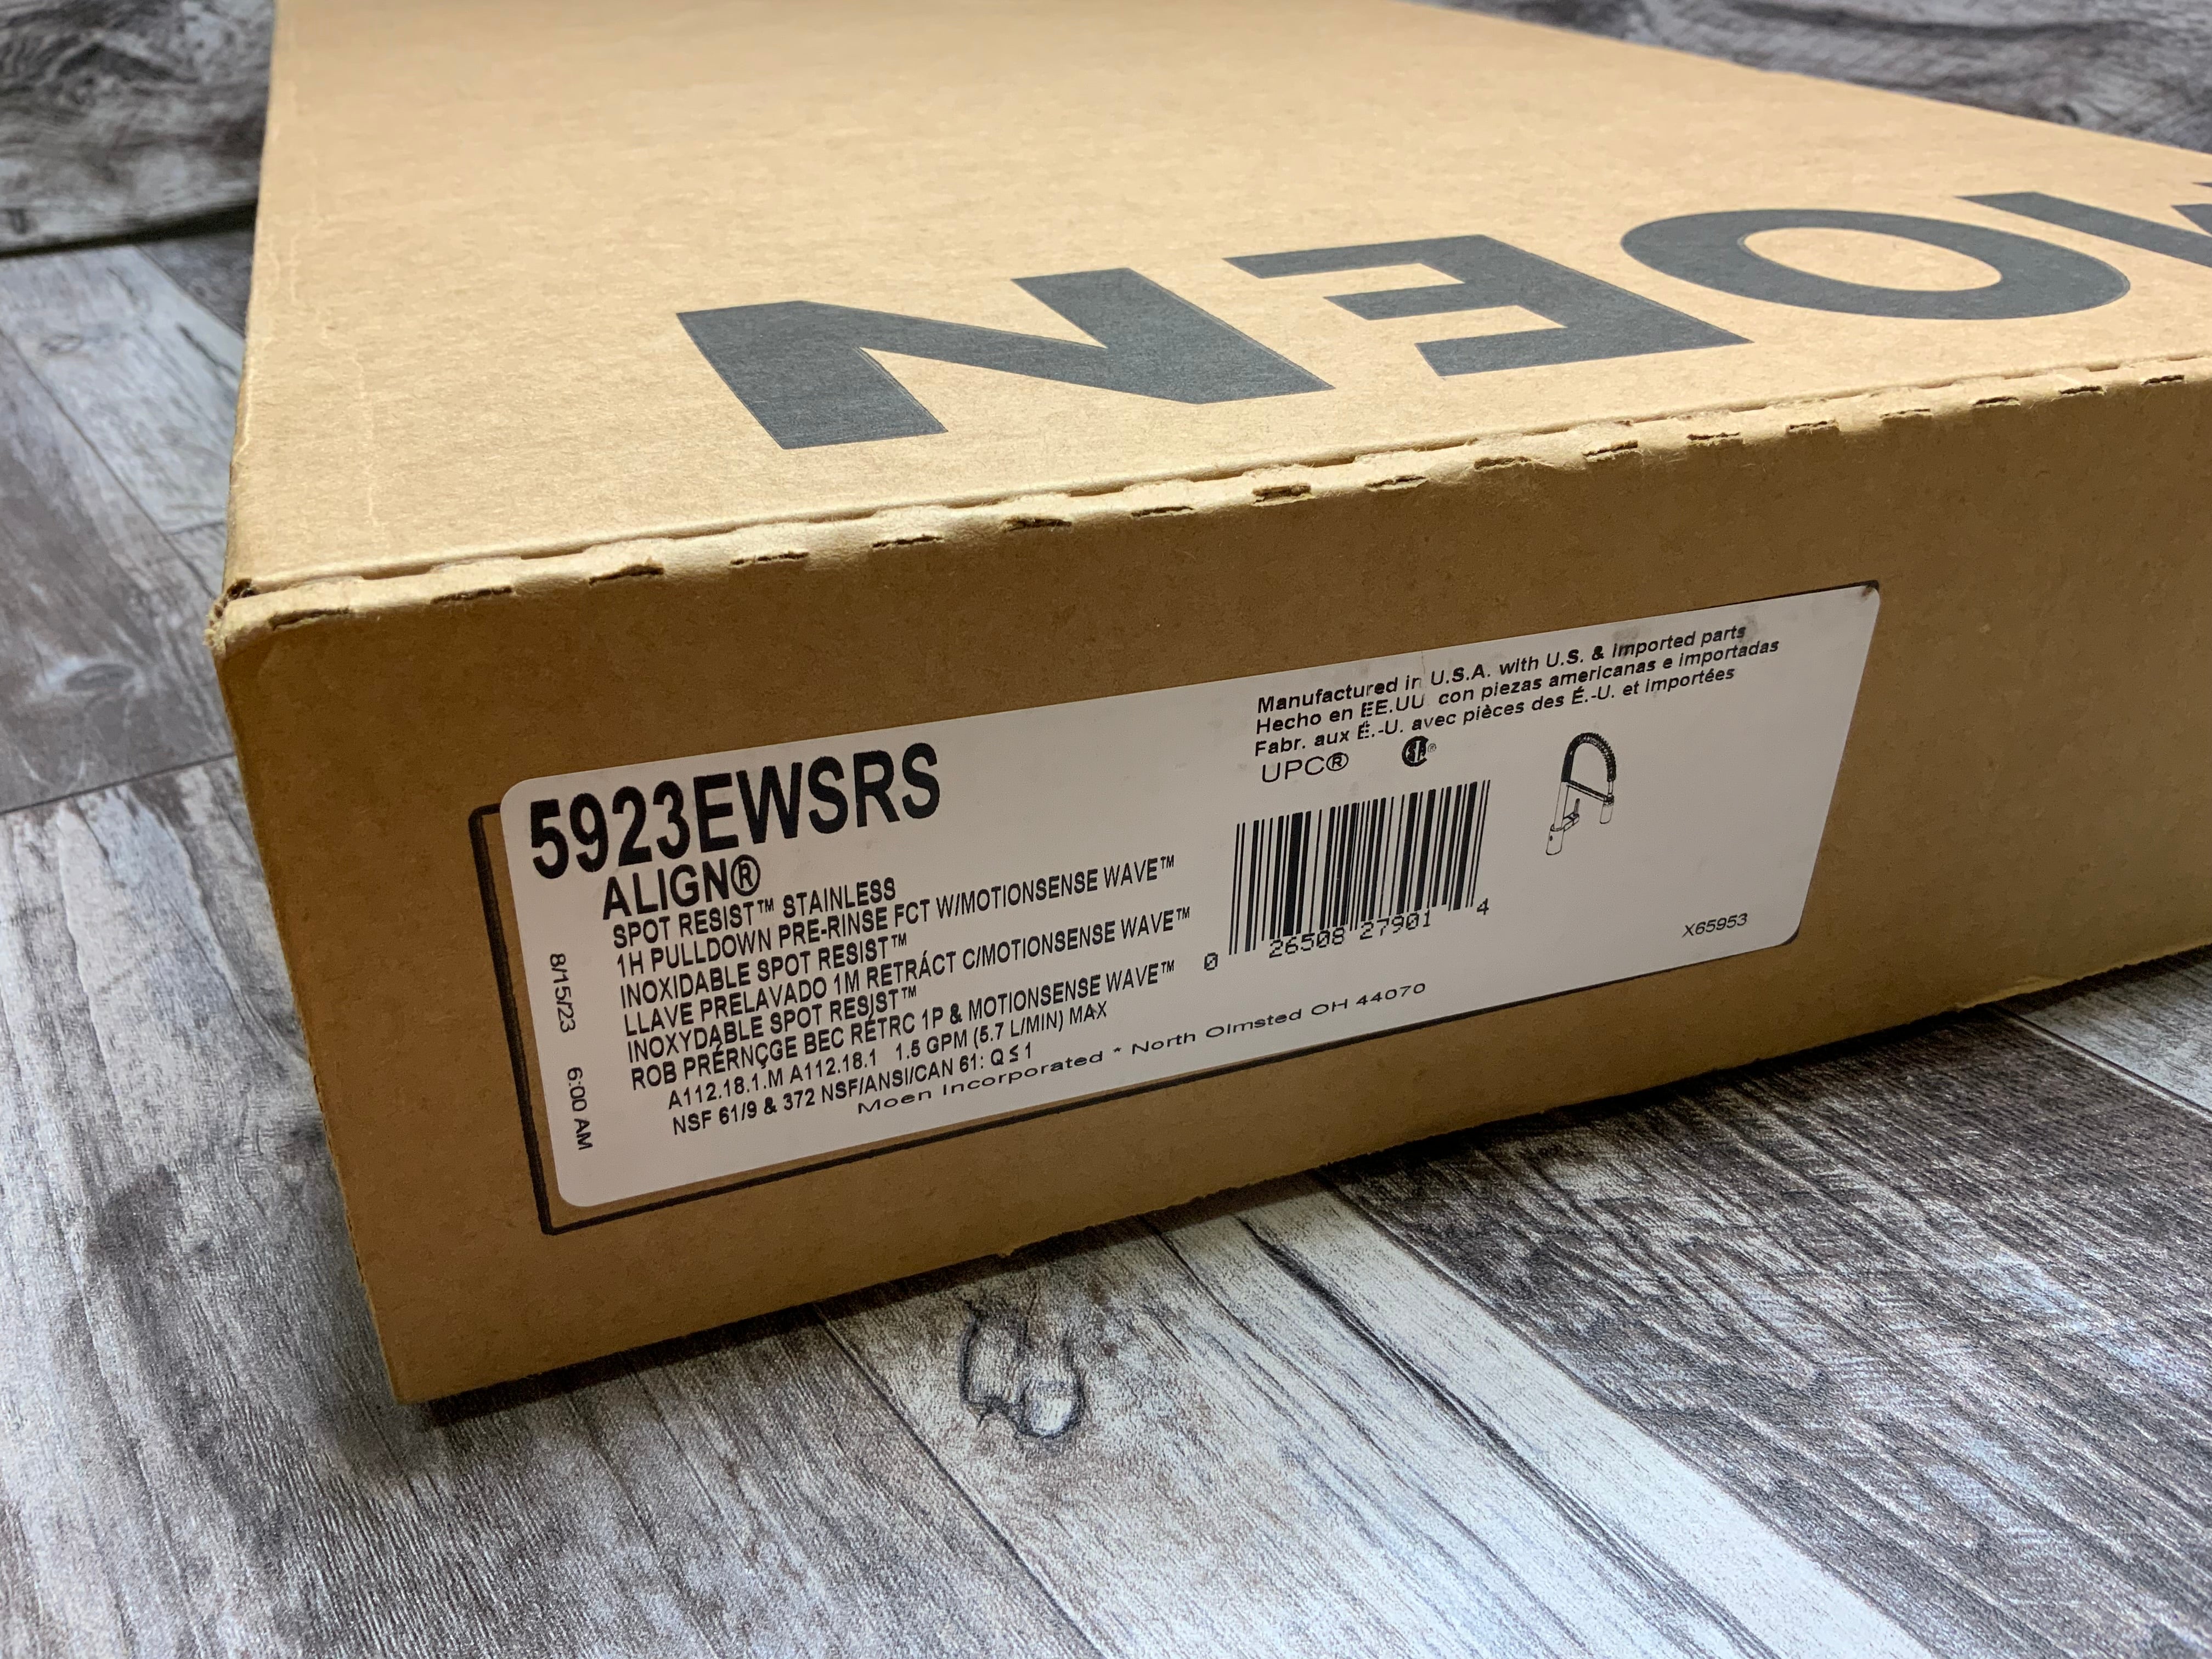 MOEN
5923EWSRS
ALIGN®
SPOT RESIST™ STAINLESS
1H PULLDOWN PRE-RINSE FCT W/MOTIONSENSE WAVE™
INOXIDABLE SPOT RESIST™
LLAVE PRELAVADO 1M RETRÁCT C/MOTIONSENSE WAVE™
INOXYDABLE SPOT RESIST™
ROB PRÉRNÇGE BEC RÉTRC 1P & MOTIONSENSE WAVE™
A112.18.1.M A112.18.1 1.5 GPM (5.7 L/MIN) MAX
NSF 61/9 & 372 NSF/ANSI/CAN 61: Q ≤ 1
Moen Incorporated * North Olmsted OH 44070
8/15/23 6:00 AM
Manufactured in U.S.A. with U.S. & Imported parts
Hecho en EE.UU con piezas americanas e importadas
Fabr. aux É.-U. avec pièces des É.-U. et importées
UPC® SA®
0 26508 27901 4
X65953